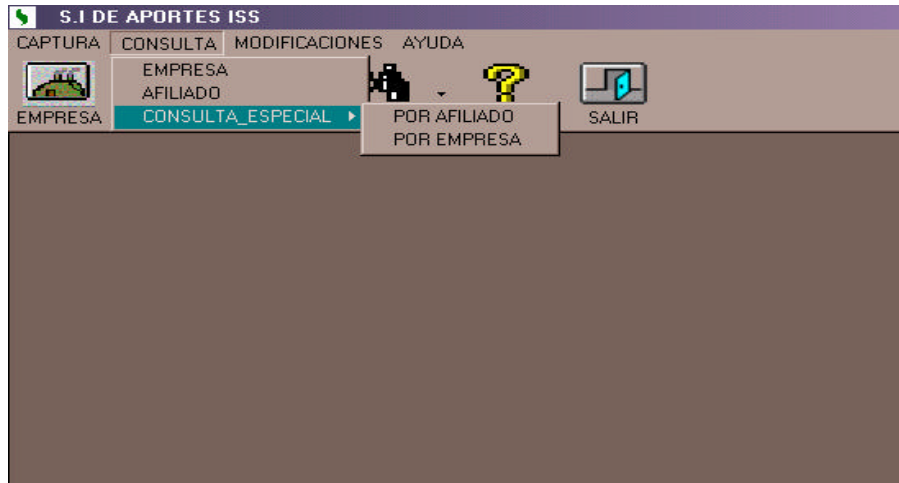 S.I DE APORTES ISS
CAPTURA CONSULTA MODIFICACIONES AYUDA
EMPRESA
AFILIADO
EMPRESA CONSULTA_ESPECIAL POR AFILIADO SALIR
POR EMPRESA